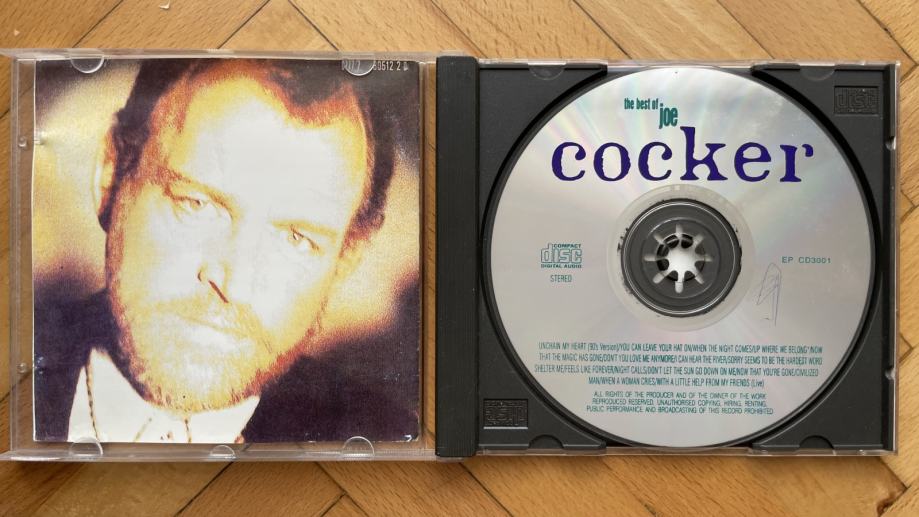 60512 2
the best of
joe
cocker
COMPACT
disc
DIGITAL AUDIO
STEREO
EP CD3001
UNCHAIN MY HEART (90's Version)/YOU CAN LEAVE YOUR HAT ON/WHEN THE NIGHT COMES/UP WHERE WE BELONG*/NOW
THAT THE MAGIC HAS GONE/DON'T YOU LOVE ME ANYMORE/I CAN HEAR THE RIVER/SORRY SEEMS TO BE THE HARDEST WORD
SHELTER ME/FEELS LIKE FOREVER/NIGHT CALLS/DON'T LET THE SUN GO DOWN ON ME/NOW THAT YOU'RE GONE/CIVILIZED
MAN/WHEN A WOMAN CRIES/WITH A LITTLE HELP FROM MY FRIENDS (Live)
ALL RIGHTS OF THE PRODUCER AND OF THE OWNER OF THE WORK
REPRODUCED RESERVED. UNAUTHORISED COPYING, HIRING, RENTING,
PUBLIC PERFORMANCE AND BROADCASTING OF THIS RECORD PROHIBITED
disc
disc